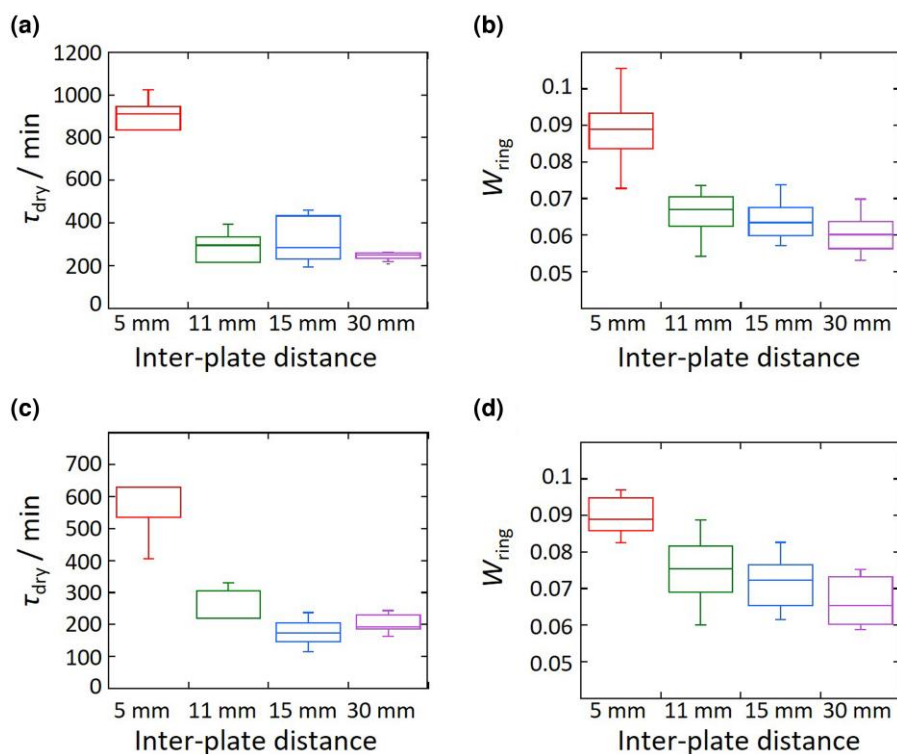 (a)
1200
1000
800
600
400
200
0
τdry / min
5 mm 11 mm 15 mm 30 mm
Inter-plate distance
(b)
0.1
0.09
0.08
0.07
0.06
0.05
Wring
5 mm 11 mm 15 mm 30 mm
Inter-plate distance
(c)
700
600
500
400
300
200
100
0
τdry / min
5 mm 11 mm 15 mm 30 mm
Inter-plate distance
(d)
0.1
0.09
0.08
0.07
0.06
0.05
Wring
5 mm 11 mm 15 mm 30 mm
Inter-plate distance